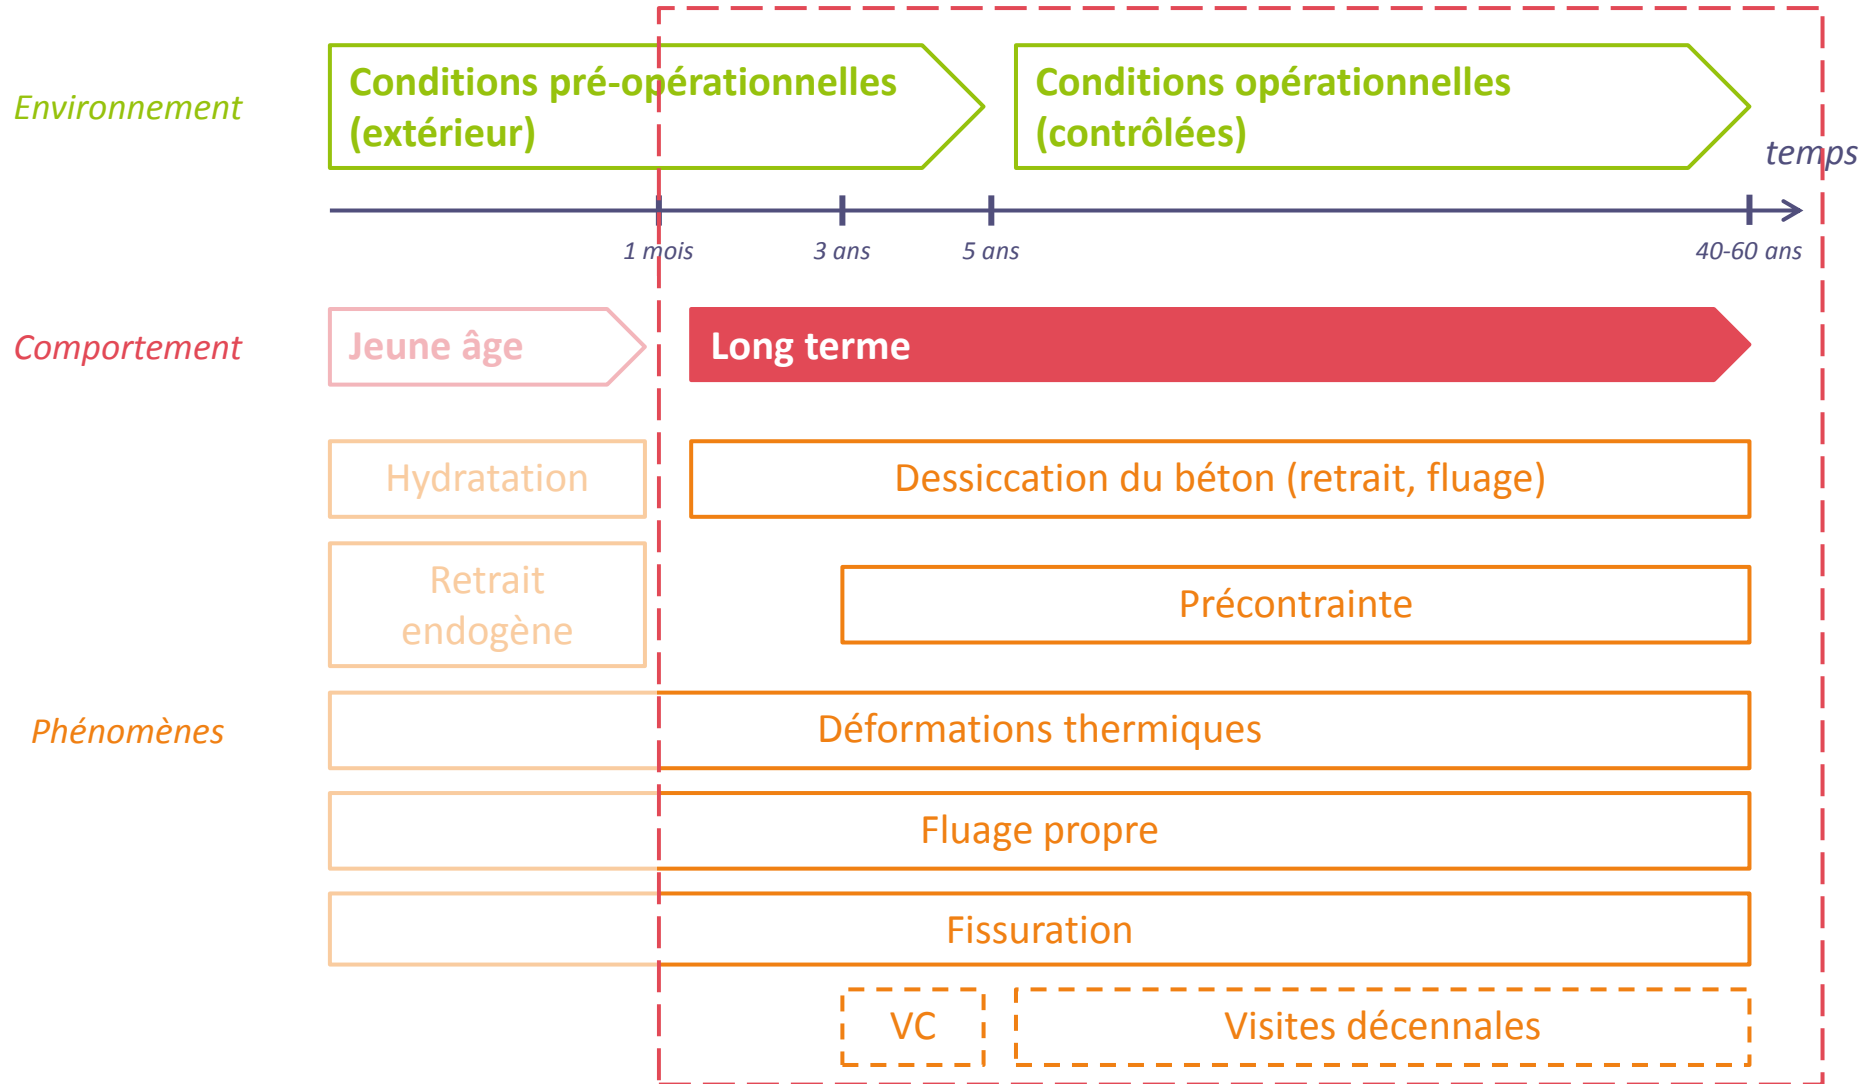 Environnement
Conditions pré-opérationnelles
(extérieur)
Conditions opérationnelles
(contrôlées)
temps
1 mois
3 ans
5 ans
40-60 ans
Comportement
Jeune âge
Long terme
Phénomènes
Hydratation
Dessiccation du béton (retrait, fluage)
Retrait
endogène
Précontrainte
Déformations thermiques
Fluage propre
Fissuration
VC
Visites décennales